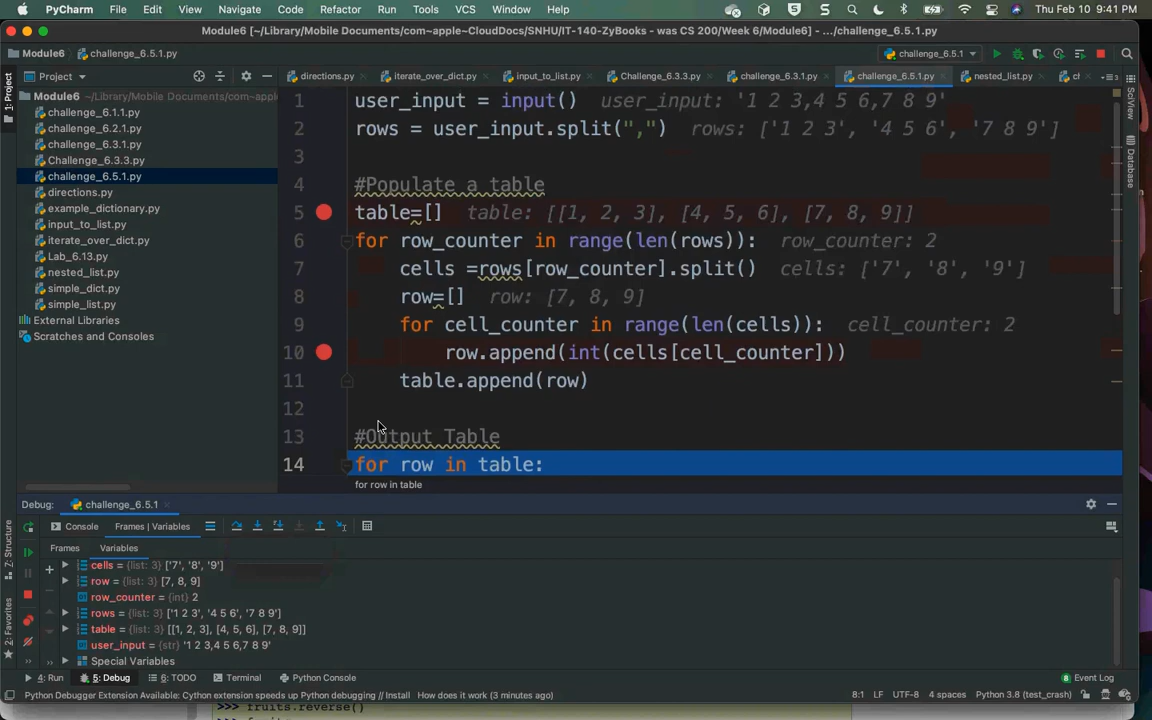 PyCharm File Edit View Navigate Code Refactor Run Tools VCS Window Help Thu Feb 10 9:41 PM
Module6 [~/Library/Mobile Documents/com~apple~CloudDocs/SNHU/IT-140-ZyBooks - was CS 200/Week 6/Module6] - .../challenge_6.5.1.py
Module6 challenge_6.5.1.py challenge_6.5.1
Project directions.py iterate_over_dict.py input_to_list.py Challenge_6.3.3.py challenge_6.3.1.py challenge_6.5.1.py nested_list.py cl
1: Project
Module6 ~/Library/Mobile Documents/com~apl
challenge_6.1.1.py
challenge_6.2.1.py
challenge_6.3.1.py
Challenge_6.3.3.py
challenge_6.5.1.py
directions.py
example_dictionary.py
input_to_list.py
iterate_over_dict.py
Lab_6.13.py
nested_list.py
simple_dict.py
simple_list.py
External Libraries
Scratches and Consoles
1 user_input = input() user_input: '1 2 3,4 5 6,7 8 9'
2 rows = user_input.split(",") rows: ['1 2 3', '4 5 6', '7 8 9']
3
4 #Populate a table
5 table=[] table: [[1, 2, 3], [4, 5, 6], [7, 8, 9]]
6 for row_counter in range(len(rows)): row_counter: 2
7 cells =rows[row_counter].split() cells: ['7', '8', '9']
8 row=[] row: [7, 8, 9]
9 for cell_counter in range(len(cells)): cell_counter: 2
10 row.append(int(cells[cell_counter]))
11 table.append(row)
12
13 #Output Table
14 for row in table:
for row in table
SciView
Database
Debug: challenge_6.5.1
Console Frames | Variables
Frames Variables
cells = {list: 3} ['7', '8', '9']
row = {list: 3} [7, 8, 9]
row_counter = {int} 2
rows = {list: 3} ['1 2 3', '4 5 6', '7 8 9']
table = {list: 3} [[1, 2, 3], [4, 5, 6], [7, 8, 9]]
user_input = {str} '1 2 3,4 5 6,7 8 9'
Special Variables
Z: Structure
2: Favorites
4: Run 5: Debug 6: TODO Terminal Python Console 8 Event Log
Python Debugger Extension Available: Cython extension speeds up Python debugging // Install How does it work (3 minutes ago) 8:1 LF UTF-8 4 spaces Python 3.8 (test_crash)
>>> fruits.reverse()